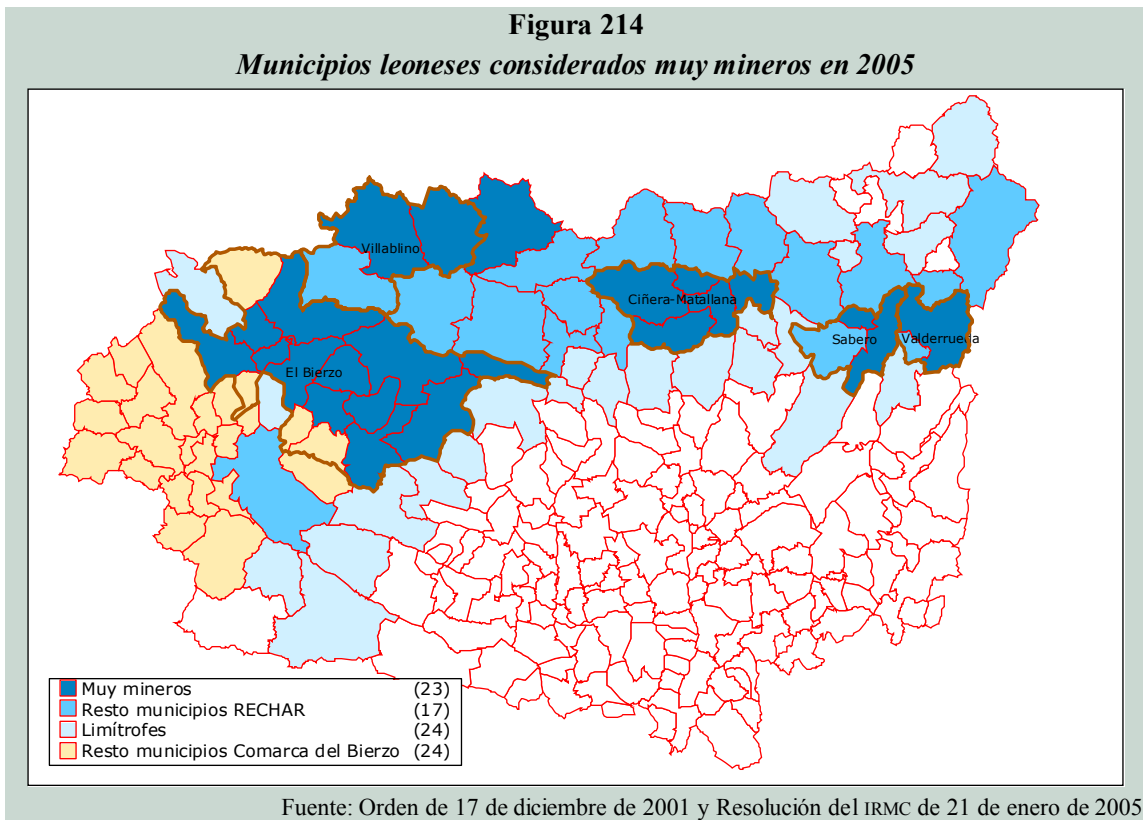 Figura 214
Municipios leoneses considerados muy mineros en 2005
Villablino
Ciñera-Matallana
Sabero
Valderrueda
El Bierzo
Muy mineros (23)
Resto municipios RECHAR (17)
Limítrofes (24)
Resto municipios Comarca del Bierzo (24)
Fuente: Orden de 17 de diciembre de 2001 y Resolución del IRMC de 21 de enero de 2005